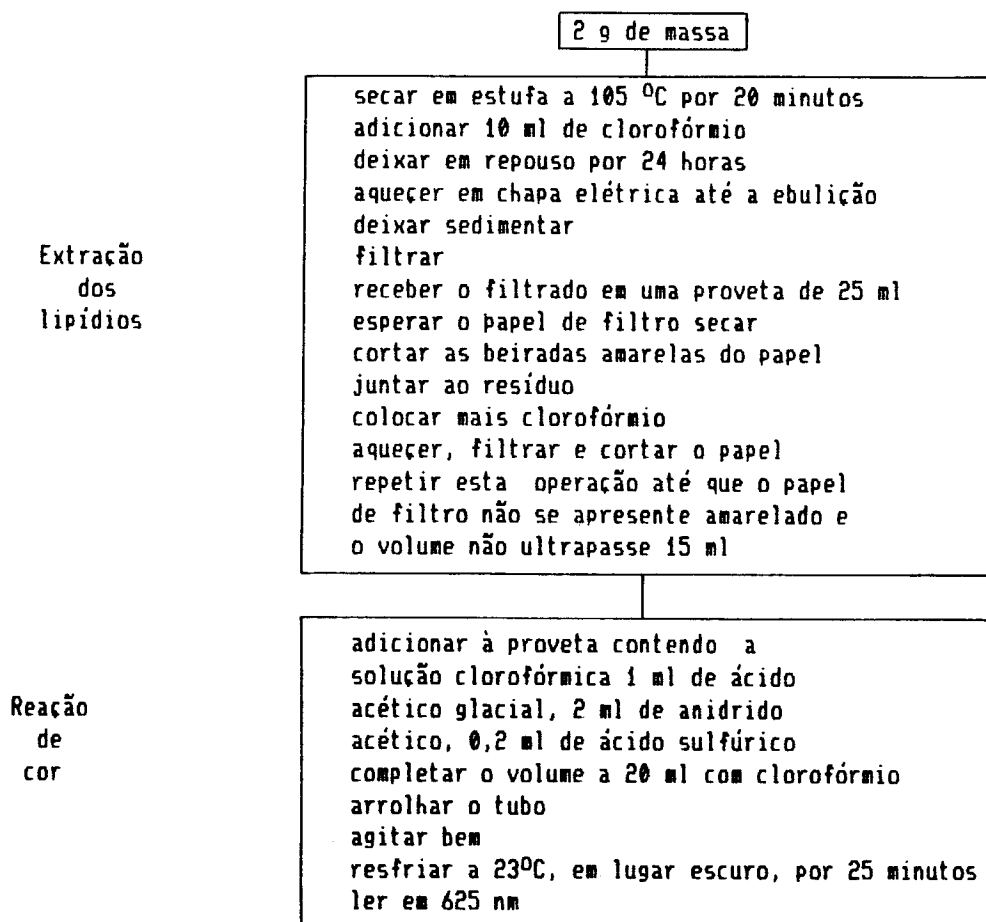 2 g de massa
Extração
dos
lipídios
secar em estufa a 105 ºC por 20 minutos
adicionar 10 ml de clorofórmio
deixar em repouso por 24 horas
aqueçer em chapa elétrica até a ebulição
deixar sedimentar
filtrar
receber o filtrado em uma proveta de 25 ml
esperar o papel de filtro secar
cortar as beiradas amarelas do papel
juntar ao resíduo
colocar mais clorofórmio
aqueçer, filtrar e cortar o papel
repetir esta operação até que o papel
de filtro não se apresente amarelado e
o volume não ultrapasse 15 ml
Reação
de
cor
adicionar à proveta contendo a
solução clorofórmica 1 ml de ácido
acético glacial, 2 ml de anidrido
acético, 0,2 ml de ácido sulfúrico
completar o volume a 20 ml com clorofórmio
arrolhar o tubo
agitar bem
resfriar a 23ºC, em lugar escuro, por 25 minutos
ler em 625 nm